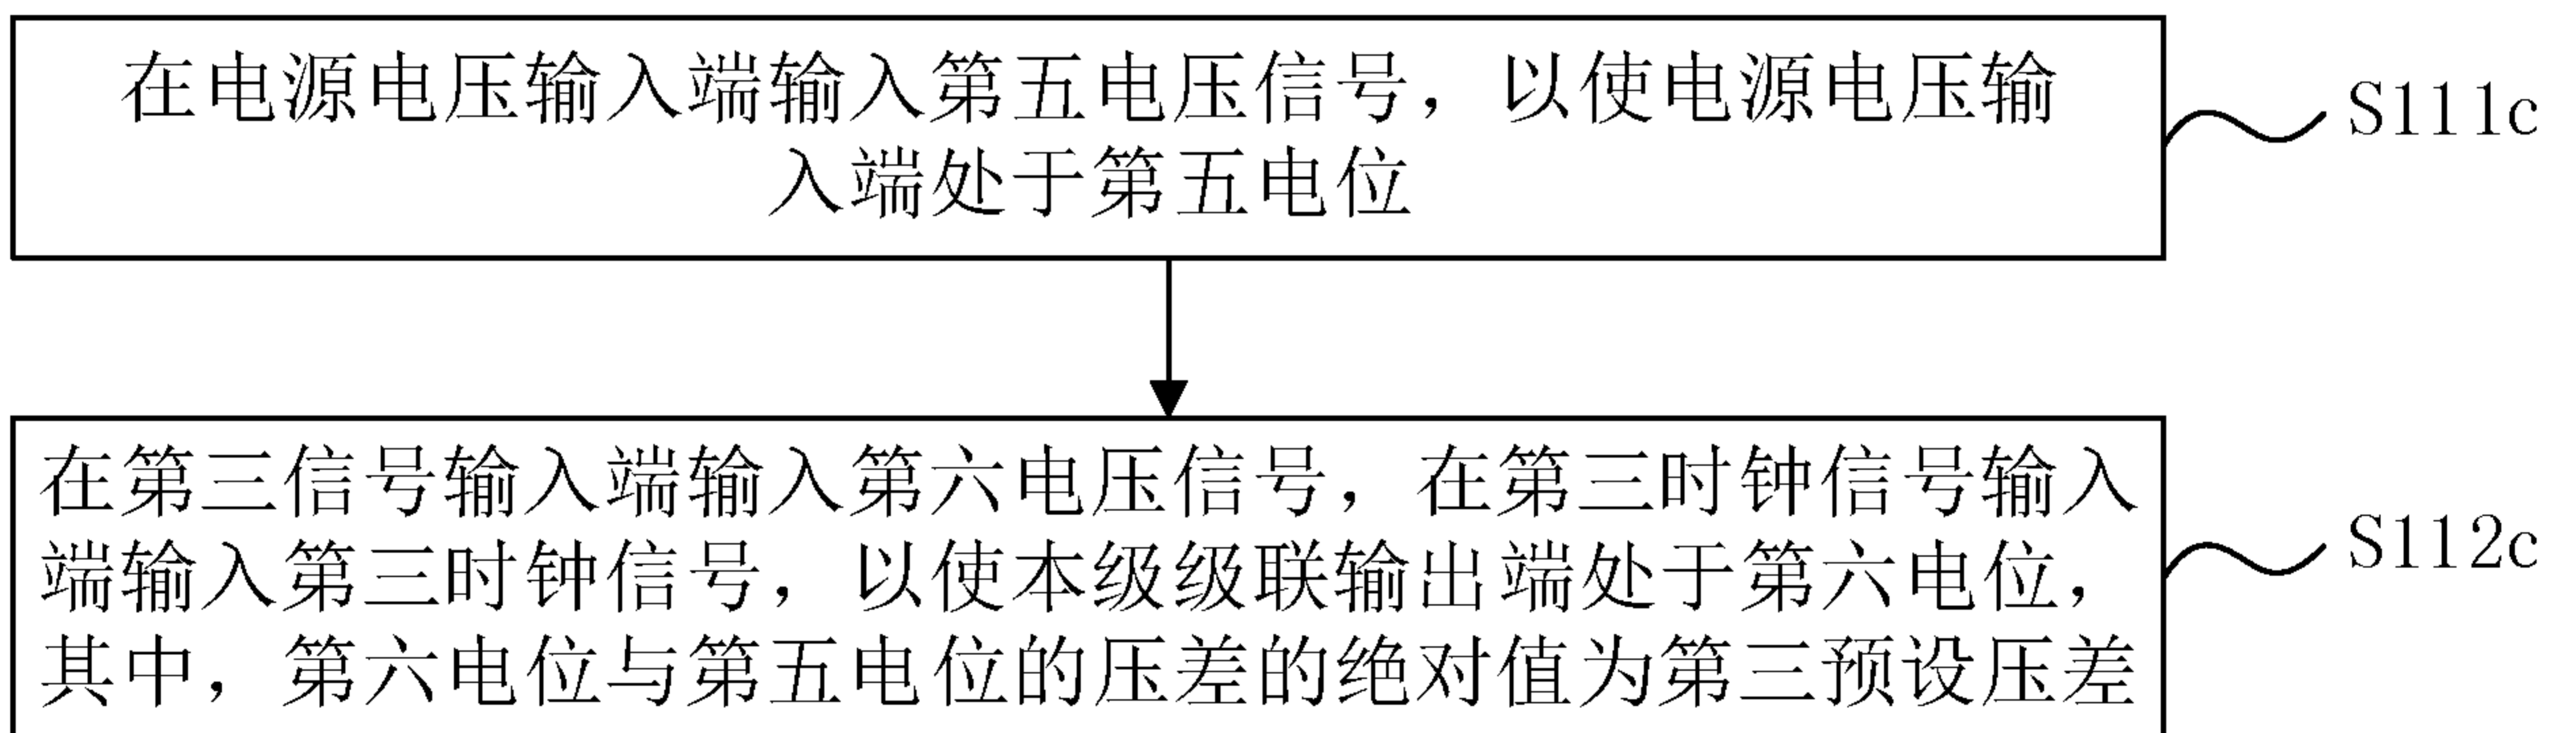 在电源电压输入端输入第五电压信号，以使电源电压输
入端处于第五电位
S111c
在第三信号输入端输入第六电压信号，在第三时钟信号输入
端输入第三时钟信号，以使本级级联输出端处于第六电位，
其中，第六电位与第五电位的压差的绝对值为第三预设压差
S112c